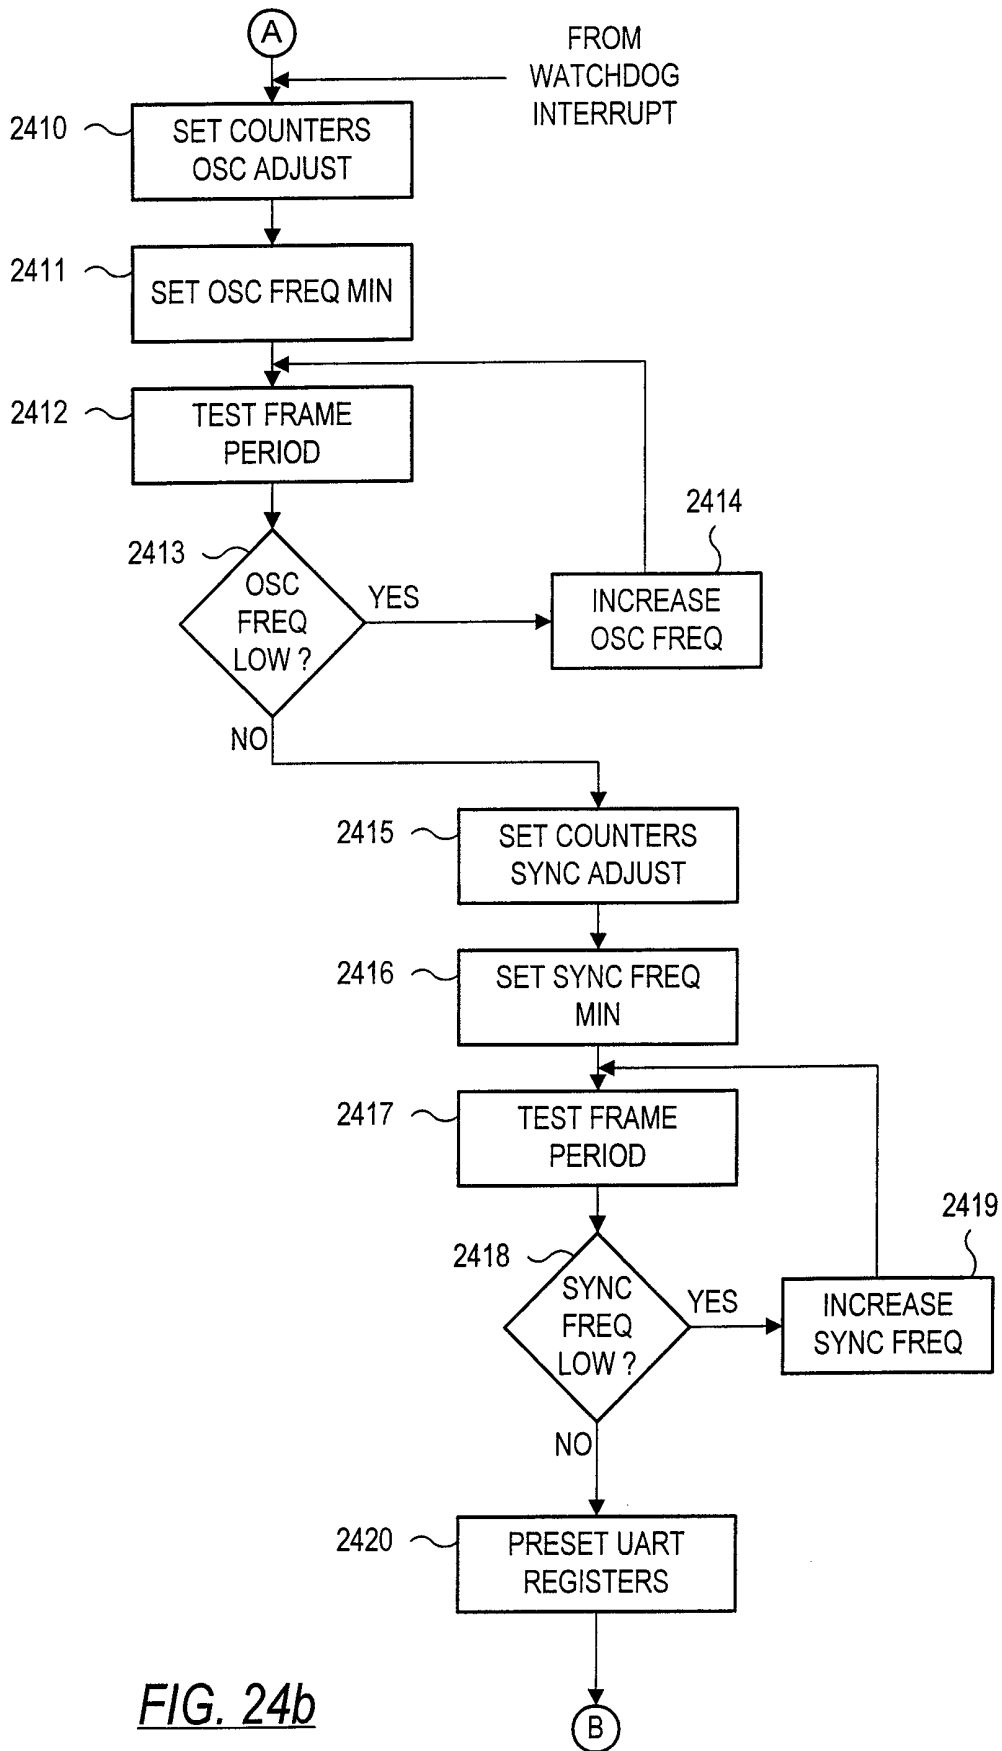 A
FROM
WATCHDOG
INTERRUPT
2410
SET COUNTERS
OSC ADJUST
2411
SET OSC FREQ MIN
2412
TEST FRAME
PERIOD
2413
OSC
FREQ
LOW ?
YES
2414
INCREASE
OSC FREQ
NO
2415
SET COUNTERS
SYNC ADJUST
2416
SET SYNC FREQ
MIN
2417
TEST FRAME
PERIOD
2418
SYNC
FREQ
LOW ?
YES
2419
INCREASE
SYNC FREQ
NO
2420
PRESET UART
REGISTERS
B
FIG. 24b